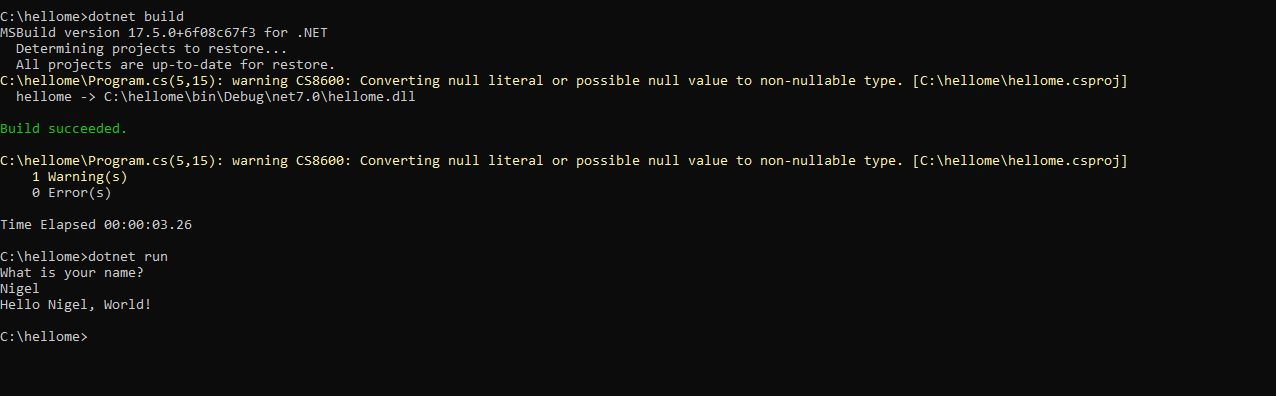 C:\hellome>dotnet build
MSBuild version 17.5.0+6f08c67f3 for .NET
  Determining projects to restore...
  All projects are up-to-date for restore.
C:\hellome\Program.cs(5,15): warning CS8600: Converting null literal or possible null value to non-nullable type. [C:\hellome\hellome.csproj]
  hellome -> C:\hellome\bin\Debug\net7.0\hellome.dll

Build succeeded.

C:\hellome\Program.cs(5,15): warning CS8600: Converting null literal or possible null value to non-nullable type. [C:\hellome\hellome.csproj]
    1 Warning(s)
    0 Error(s)

Time Elapsed 00:00:03.26

C:\hellome>dotnet run
What is your name?
Nigel
Hello Nigel, World!

C:\hellome>